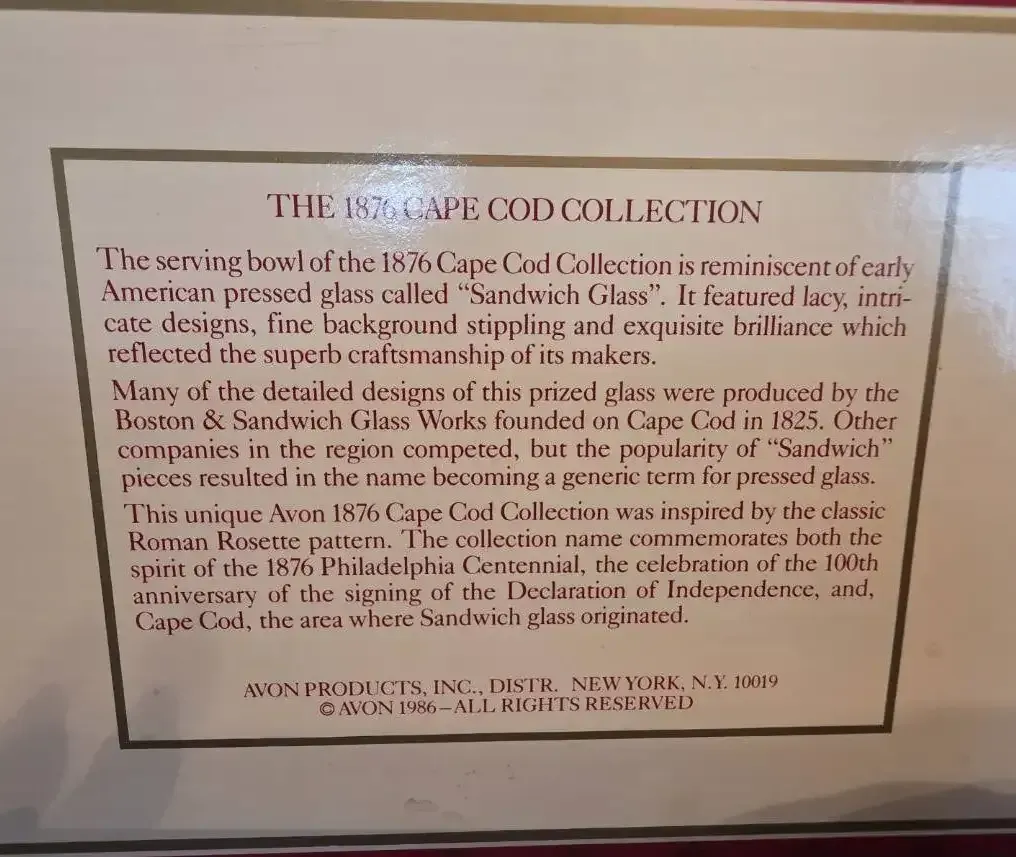 THE 1876 CAPE COD COLLECTION
The serving bowl of the 1876 Cape Cod Collection is reminiscent of early
American pressed glass called “Sandwich Glass”. It featured lacy, intri-
cate designs, fine background stippling and exquisite brilliance which
reflected the superb craftsmanship of its makers.
Many of the detailed designs of this prized glass were produced by the
Boston & Sandwich Glass Works founded on Cape Cod in 1825. Other
companies in the region competed, but the popularity of “Sandwich”
pieces resulted in the name becoming a generic term for pressed glass.
This unique Avon 1876 Cape Cod Collection was inspired by the classic
Roman Rosette pattern. The collection name commemorates both the
spirit of the 1876 Philadelphia Centennial, the celebration of the 100th
anniversary of the signing of the Declaration of Independence, and,
Cape Cod, the area where Sandwich glass originated.
AVON PRODUCTS, INC., DISTR. NEW YORK, N.Y. 10019
© AVON 1986–ALL RIGHTS RESERVED